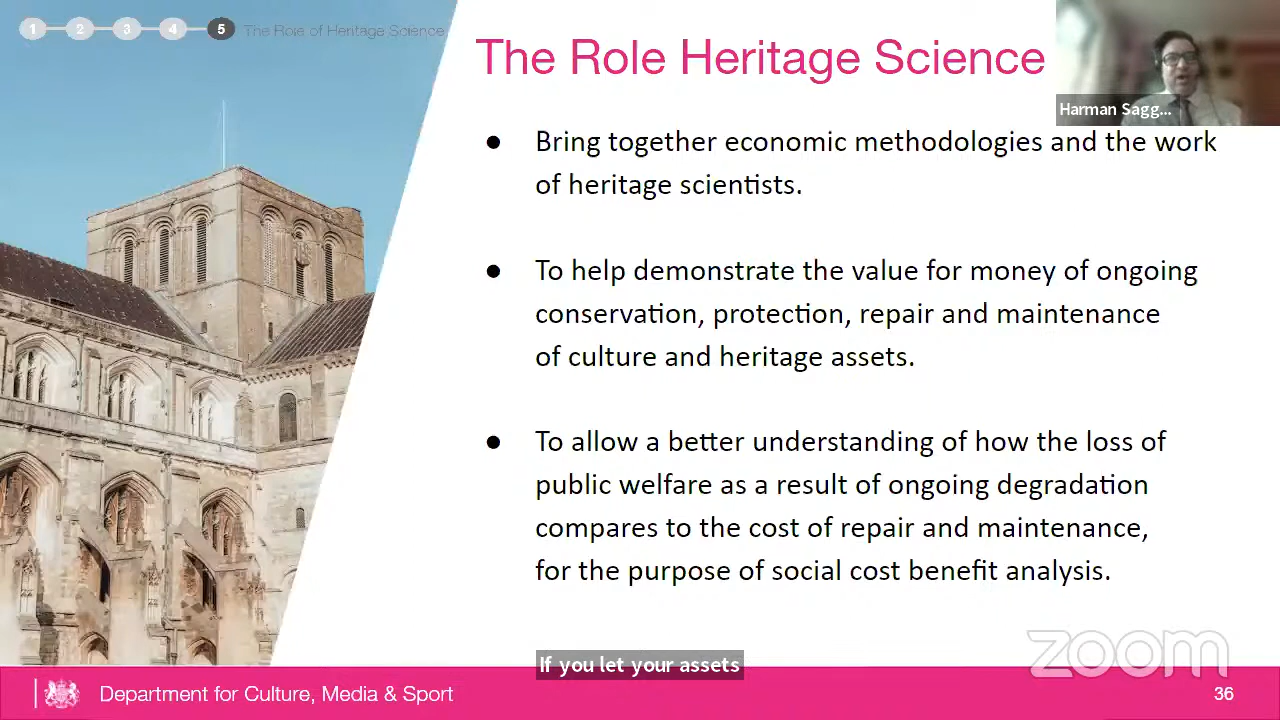 1 2 3 4 5 The Role of Heritage Science
The Role Heritage Science
Harman Sagg...
● Bring together economic methodologies and the work
of heritage scientists.
● To help demonstrate the value for money of ongoing
conservation, protection, repair and maintenance
of culture and heritage assets.
● To allow a better understanding of how the loss of
public welfare as a result of ongoing degradation
compares to the cost of repair and maintenance,
for the purpose of social cost benefit analysis.
zoom
If you let your assets
Department for Culture, Media & Sport
36